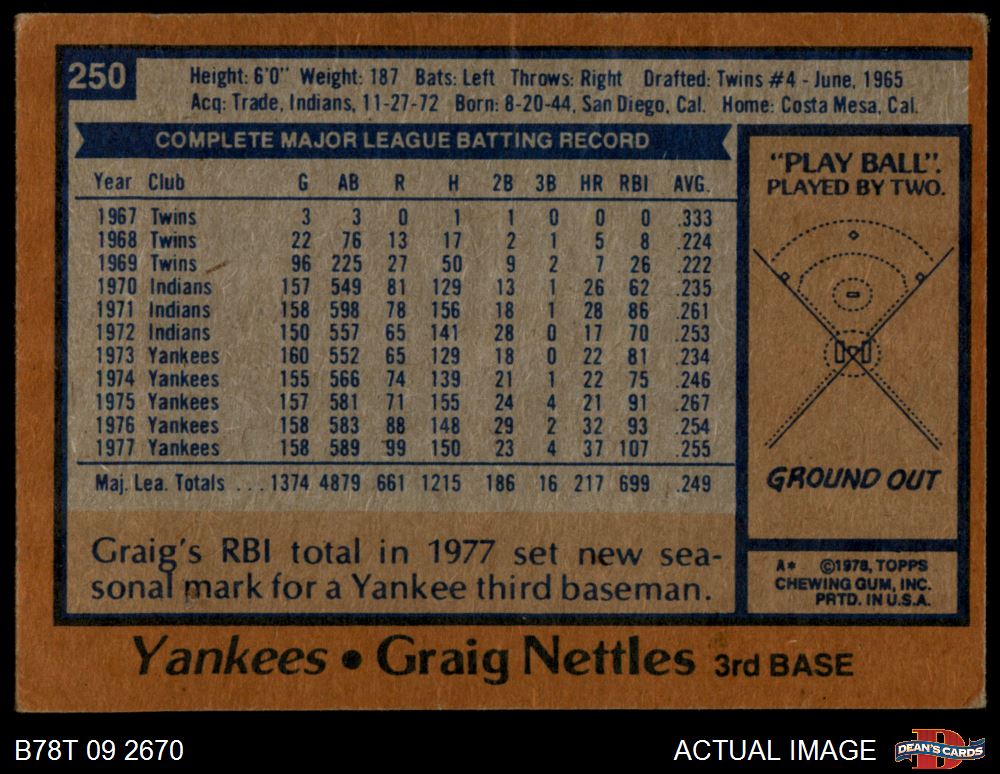 250
Height: 6'0" Weight: 187 Bats: Left Throws: Right Drafted: Twins #4 - June, 1965
Acq: Trade, Indians, 11-27-72 Born: 8-20-44, San Diego, Cal. Home: Costa Mesa, Cal.
COMPLETE MAJOR LEAGUE BATTING RECORD
Year Club G AB R H 2B 3B HR RBI AVG.
1967 Twins 3 3 0 1 1 0 0 0 .333
1968 Twins 22 76 13 17 2 1 5 8 .224
1969 Twins 96 225 27 50 9 2 7 26 .222
1970 Indians 157 549 81 129 13 1 26 62 .235
1971 Indians 158 598 78 156 18 1 28 86 .261
1972 Indians 150 557 65 141 28 0 17 70 .253
1973 Yankees 160 552 65 129 18 0 22 81 .234
1974 Yankees 155 566 74 139 21 1 22 75 .246
1975 Yankees 157 581 71 155 24 4 21 91 .267
1976 Yankees 158 583 88 148 29 2 32 93 .254
1977 Yankees 158 589 99 150 23 4 37 107 .255
Maj. Lea. Totals ... 1374 4879 661 1215 186 16 217 699 .249
Graig's RBI total in 1977 set new sea-
sonal mark for a Yankee third baseman.
"PLAY BALL".
PLAYED BY TWO.
GROUND OUT
A* ©1978, TOPPS
CHEWING GUM, INC.
PRTD. IN U.S.A.
Yankees • Graig Nettles 3rd BASE
B78T 09 2670
ACTUAL IMAGE
D
DEAN'S CARDS